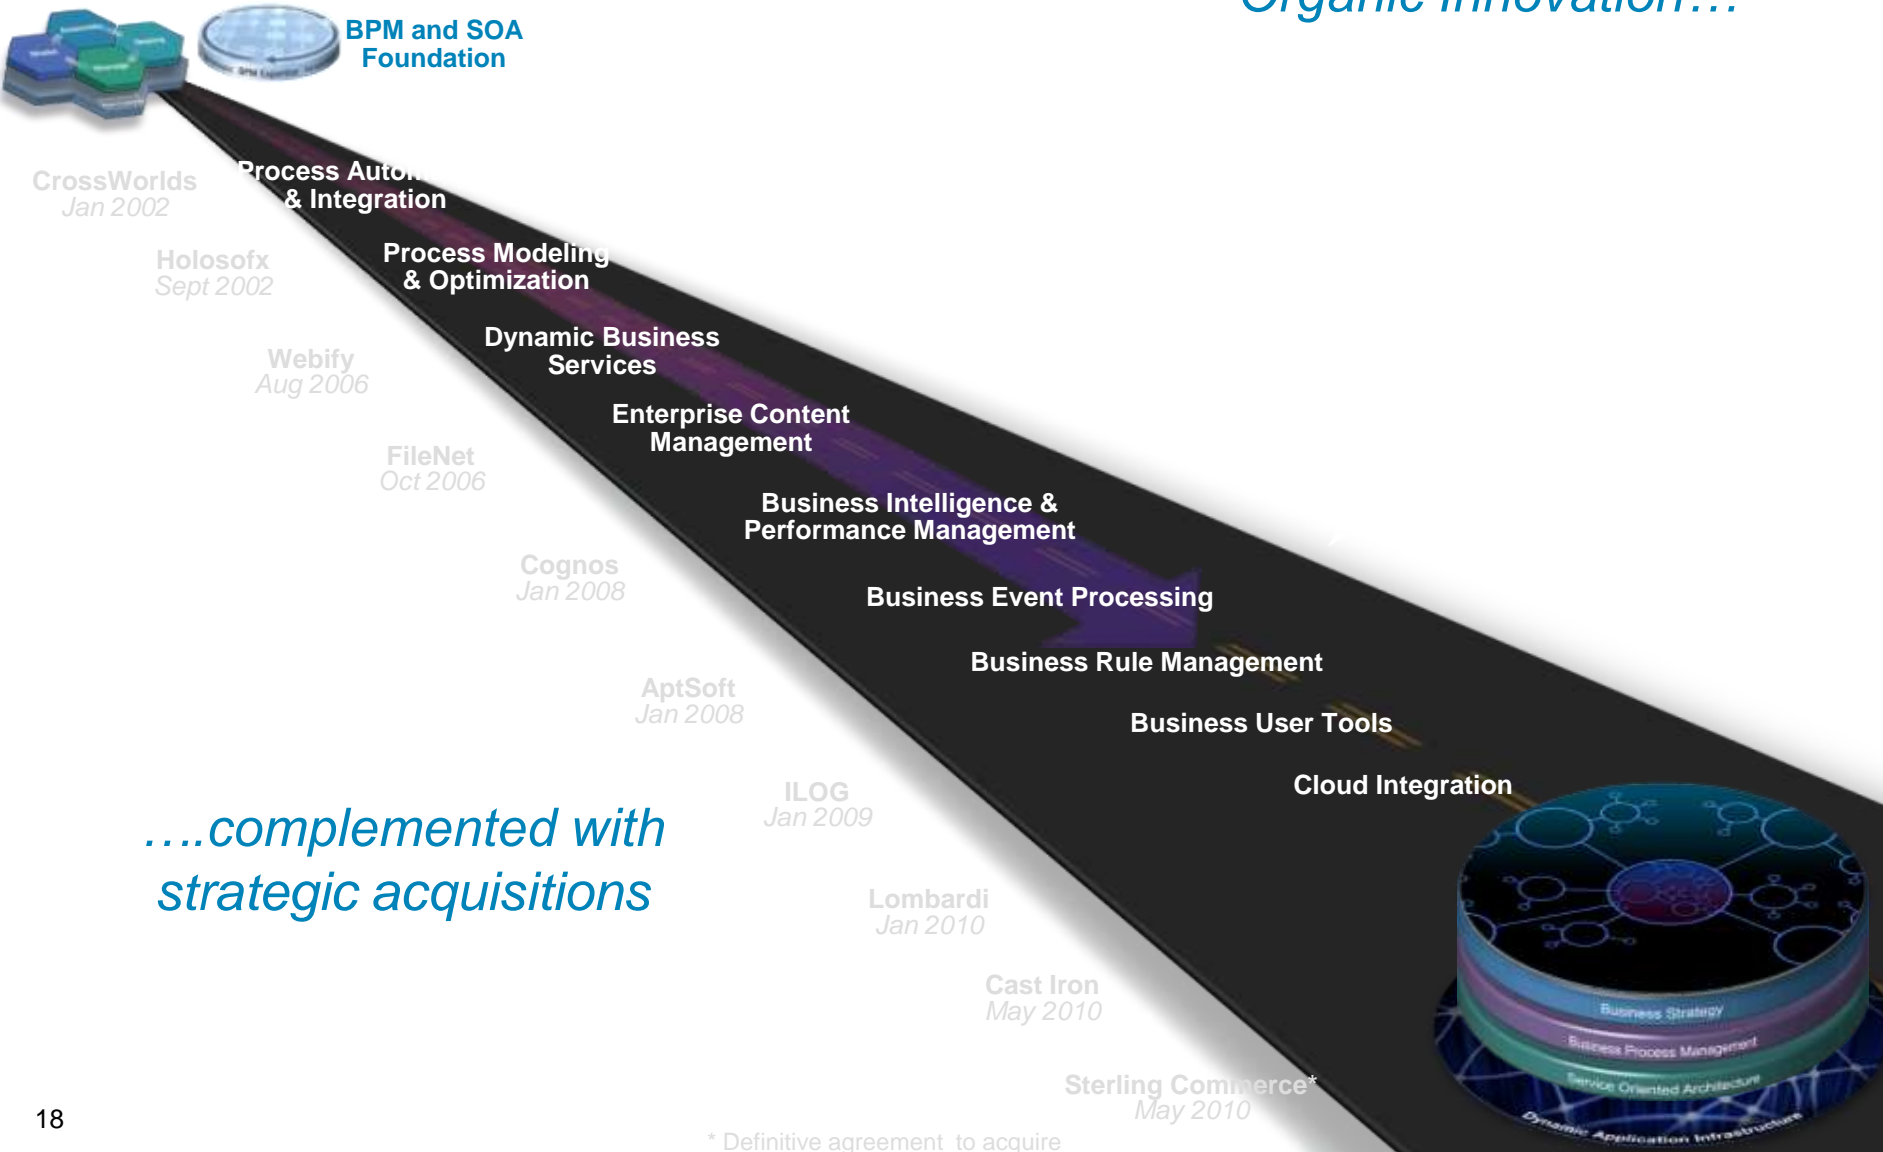 Organic Innovation…
BPM and SOA
Foundation
CrossWorlds
Jan 2002
Process Autom
& Integration
Holosofx
Sept 2002
Process Modeling
& Optimization
Webify
Aug 2006
Dynamic Business
Services
FileNet
Oct 2006
Enterprise Content
Management
Cognos
Jan 2008
Business Intelligence &
Performance Management
AptSoft
Jan 2008
Business Event Processing
ILOG
Jan 2009
Business Rule Management
Lombardi
Jan 2010
Business User Tools
Cast Iron
May 2010
Cloud Integration
Sterling Commerce*
May 2010
….complemented with
strategic acquisitions
Business Strategy
Business Process Management
Service Oriented Architecture
Dynamic Application Infrastructure
* Definitive agreement to acquire
18